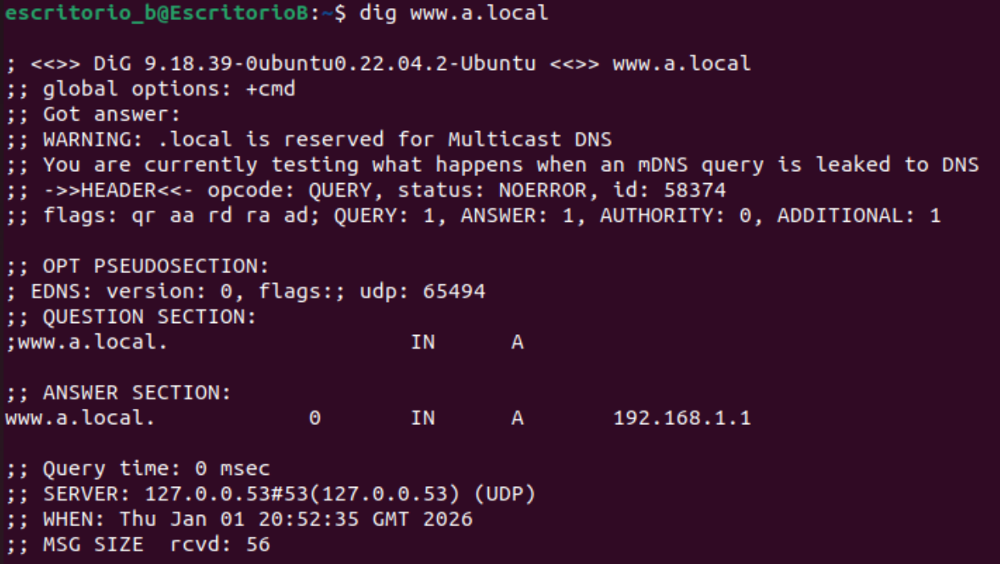 escritorio_b@EscritorioB:~$ dig www.a.local
; <<>> DiG 9.18.39-0ubuntu0.22.04.2-Ubuntu <<>> www.a.local
;; global options: +cmd
;; Got answer:
;; WARNING: .local is reserved for Multicast DNS
;; You are currently testing what happens when an mDNS query is leaked to DNS
;; ->>HEADER<<- opcode: QUERY, status: NOERROR, id: 58374
;; flags: qr aa rd ra ad; QUERY: 1, ANSWER: 1, AUTHORITY: 0, ADDITIONAL: 1
;; OPT PSEUDOSECTION:
; EDNS: version: 0, flags:; udp: 65494
;; QUESTION SECTION:
;www.a.local. IN A
;; ANSWER SECTION:
www.a.local. 0 IN A 192.168.1.1
;; Query time: 0 msec
;; SERVER: 127.0.0.53#53(127.0.0.53) (UDP)
;; WHEN: Thu Jan 01 20:52:35 GMT 2026
;; MSG SIZE  rcvd: 56